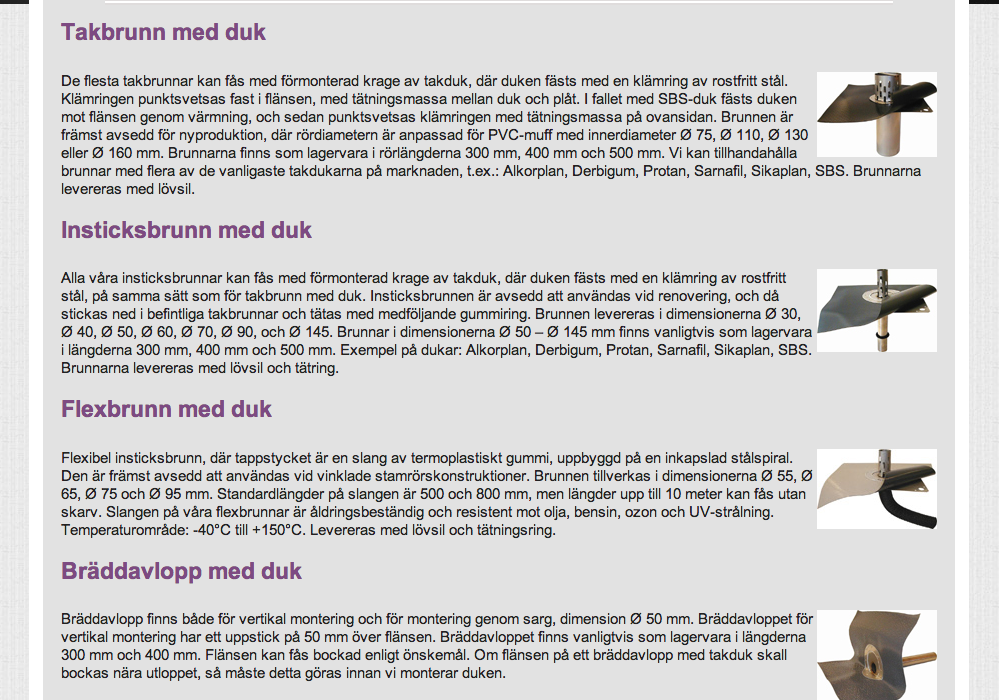 Takbrunn med duk
De flesta takbrunnar kan fås med förmonterad krage av takduk, där duken fästs med en klämring av rostfritt stål.
Klämringen punktsvetsas fast i flänsen, med tätningsmassa mellan duk och plåt. I fallet med SBS-duk fästs duken
mot flänsen genom värmning, och sedan punktsvetsas klämringen med tätningsmassa på ovansidan. Brunnen är
främst avsedd för nyproduktion, där rördiametern är anpassad för PVC-muff med innerdiameter Ø 75, Ø 110, Ø 130
eller Ø 160 mm. Brunnarna finns som lagervara i rörlängderna 300 mm, 400 mm och 500 mm. Vi kan tillhandahålla
brunnar med flera av de vanligaste takdukarna på marknaden, t.ex.: Alkorplan, Derbigum, Protan, Sarnafil, Sikaplan, SBS. Brunnarna
levereras med lövsil.
Insticksbrunn med duk
Alla våra insticksbrunnar kan fås med förmonterad krage av takduk, där duken fästs med en klämring av rostfritt
stål, på samma sätt som för takbrunn med duk. Insticksbrunnen är avsedd att användas vid renovering, och då
stickas ned i befintliga takbrunnar och tätas med medföljande gummiring. Brunnen levereras i dimensionerna Ø 30,
Ø 40, Ø 50, Ø 60, Ø 70, Ø 90, och Ø 145. Brunnar i dimensionerna Ø 50 – Ø 145 mm finns vanligtvis som lagervara
i längderna 300 mm, 400 mm och 500 mm. Exempel på dukar: Alkorplan, Derbigum, Protan, Sarnafil, Sikaplan, SBS.
Brunnarna levereras med lövsil och tätring.
Flexbrunn med duk
Flexibel insticksbrunn, där tappstycket är en slang av termoplastiskt gummi, uppbyggd på en inkapslad stålspiral.
Den är främst avsedd att användas vid vinklade stamrörskonstruktioner. Brunnen tillverkas i dimensionerna Ø 55, Ø
65, Ø 75 och Ø 95 mm. Standardlängder på slangen är 500 och 800 mm, men längder upp till 10 meter kan fås utan
skarv. Slangen på våra flexbrunnar är åldringsbeständig och resistent mot olja, bensin, ozon och UV-strålning.
Temperaturområde: -40°C till +150°C. Levereras med lövsil och tätningsring.
Bräddavlopp med duk
Bräddavlopp finns både för vertikal montering och för montering genom sarg, dimension Ø 50 mm. Bräddavloppet för
vertikal montering har ett uppstick på 50 mm över flänsen. Bräddavloppet finns vanligtvis som lagervara i längderna
300 mm och 400 mm. Flänsen kan fås bockad enligt önskemål. Om flänsen på ett bräddavlopp med takduk skall
bockas nära utloppet, så måste detta göras innan vi monterar duken.